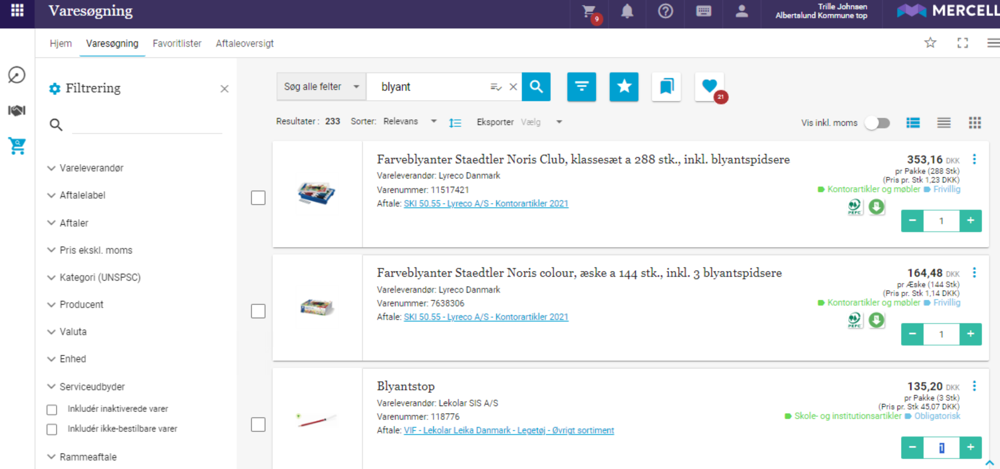 Varesøgning
9
Trille Johnsen
Albertslund Kommune top
MERCELL
Hjem Varesøgning Favoritlister Aftaleoversigt
Filtrering
Vareleverandør
Aftalelabel
Aftaler
Pris ekskl. moms
Kategori (UNSPSC)
Producent
Valuta
Enhed
Serviceudbyder
Inkludér inaktiverede varer
Inkludér ikke-bestilbare varer
Rammeaftale
Søg alle felter blyant
21
Resultater : 233 Sorter: Relevans Eksporter Vælg Vis inkl. moms
Farveblyanter Staedtler Noris Club, klassesæt a 288 stk., inkl. blyantspidsere
Vareleverandør: Lyreco Danmark
Varenummer: 11517421
Aftale: SKI 50.55 - Lyreco A/S - Kontorartikler 2021
353,16 DKK
pr Pakke (288 Stk)
(Pris pr. Stk 1,23 DKK)
Kontorartikler og møbler Frivillig
PEFC
− 1 +
Farveblyanter Staedtler Noris colour, æske a 144 stk., inkl. 3 blyantspidsere
Vareleverandør: Lyreco Danmark
Varenummer: 7638306
Aftale: SKI 50.55 - Lyreco A/S - Kontorartikler 2021
164,48 DKK
pr Æske (144 Stk)
(Pris pr. Stk 1,14 DKK)
Kontorartikler og møbler Frivillig
PEFC
− 1 +
Blyantstop
Vareleverandør: Lekolar SIS A/S
Varenummer: 118776
Aftale: VIF - Lekolar Leika Danmark - Legetøj - Øvrigt sortiment
135,20 DKK
pr Pakke (3 Stk)
(Pris pr. Stk 45,07 DKK)
Skole- og institutionsartikler Obligatorisk
− 1 +